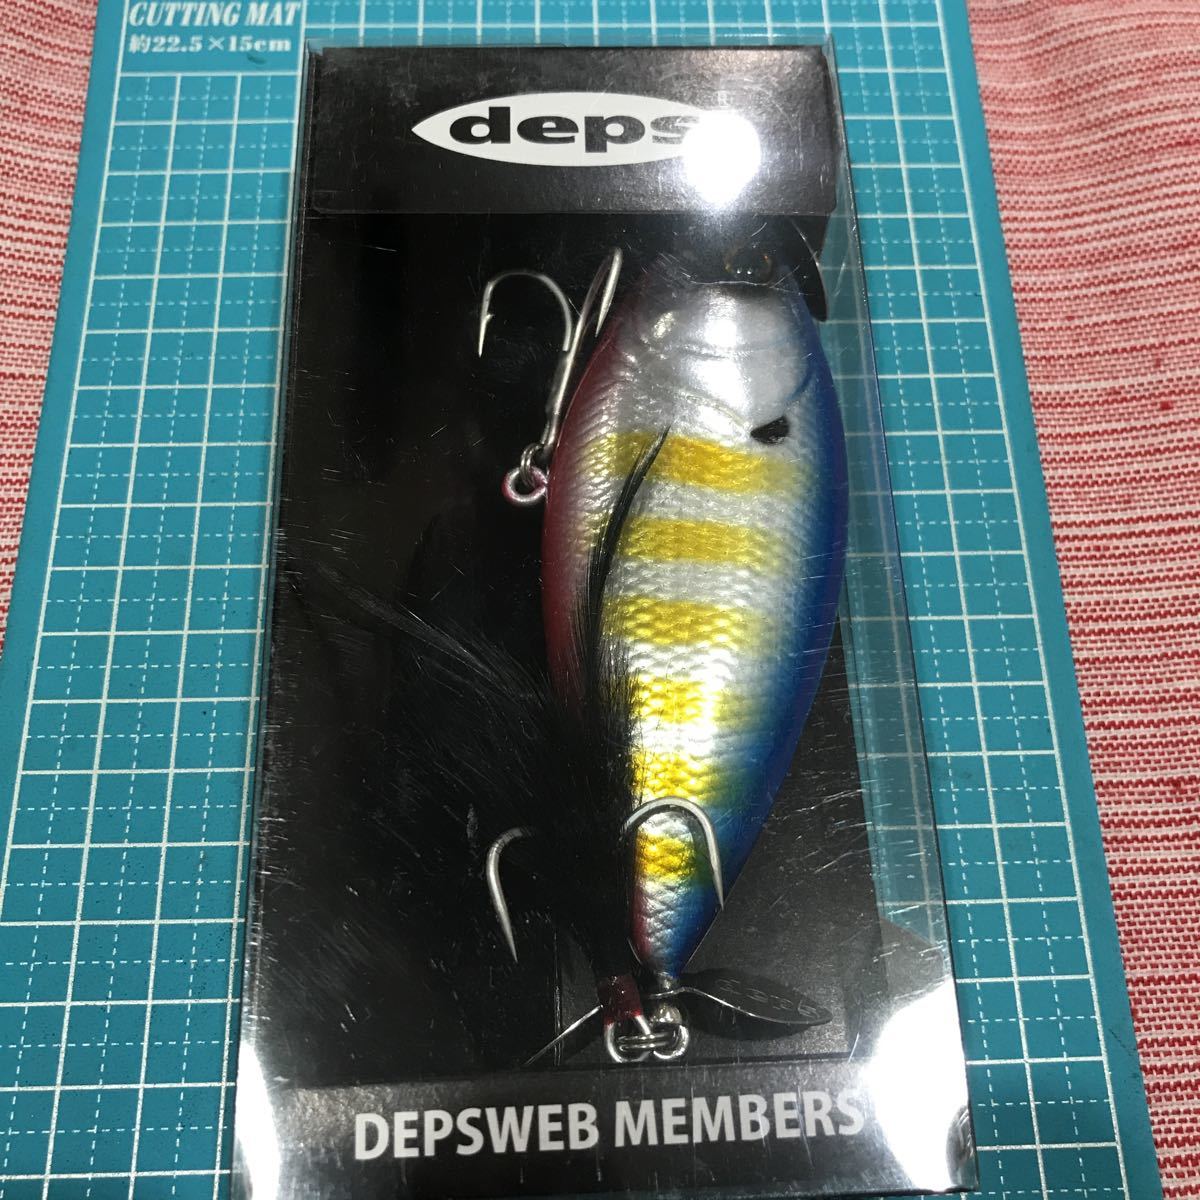 CUTTING MAT
約22.5×15cm
deps
DEPSWEB MEMBERS